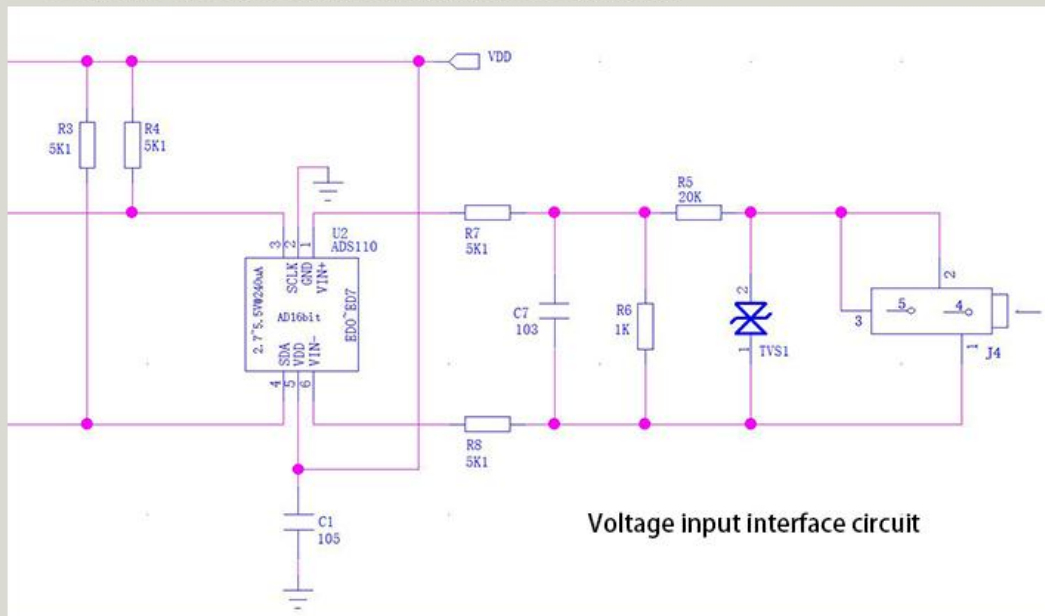 VDD
R3
5K1
R4
5K1
R5
20K
U2
ADS110
3
2
1
SCLK
GND
VIN+
2.7~5.5V@240uA
AD16bit
ED0~ED7
SDA
VDD
VIN-
4
5
6
R7
5K1
C7
103
R6
1K
2
1
TVS1
2
5
4
3
1
J4
R8
5K1
C1
105
Voltage input interface circuit